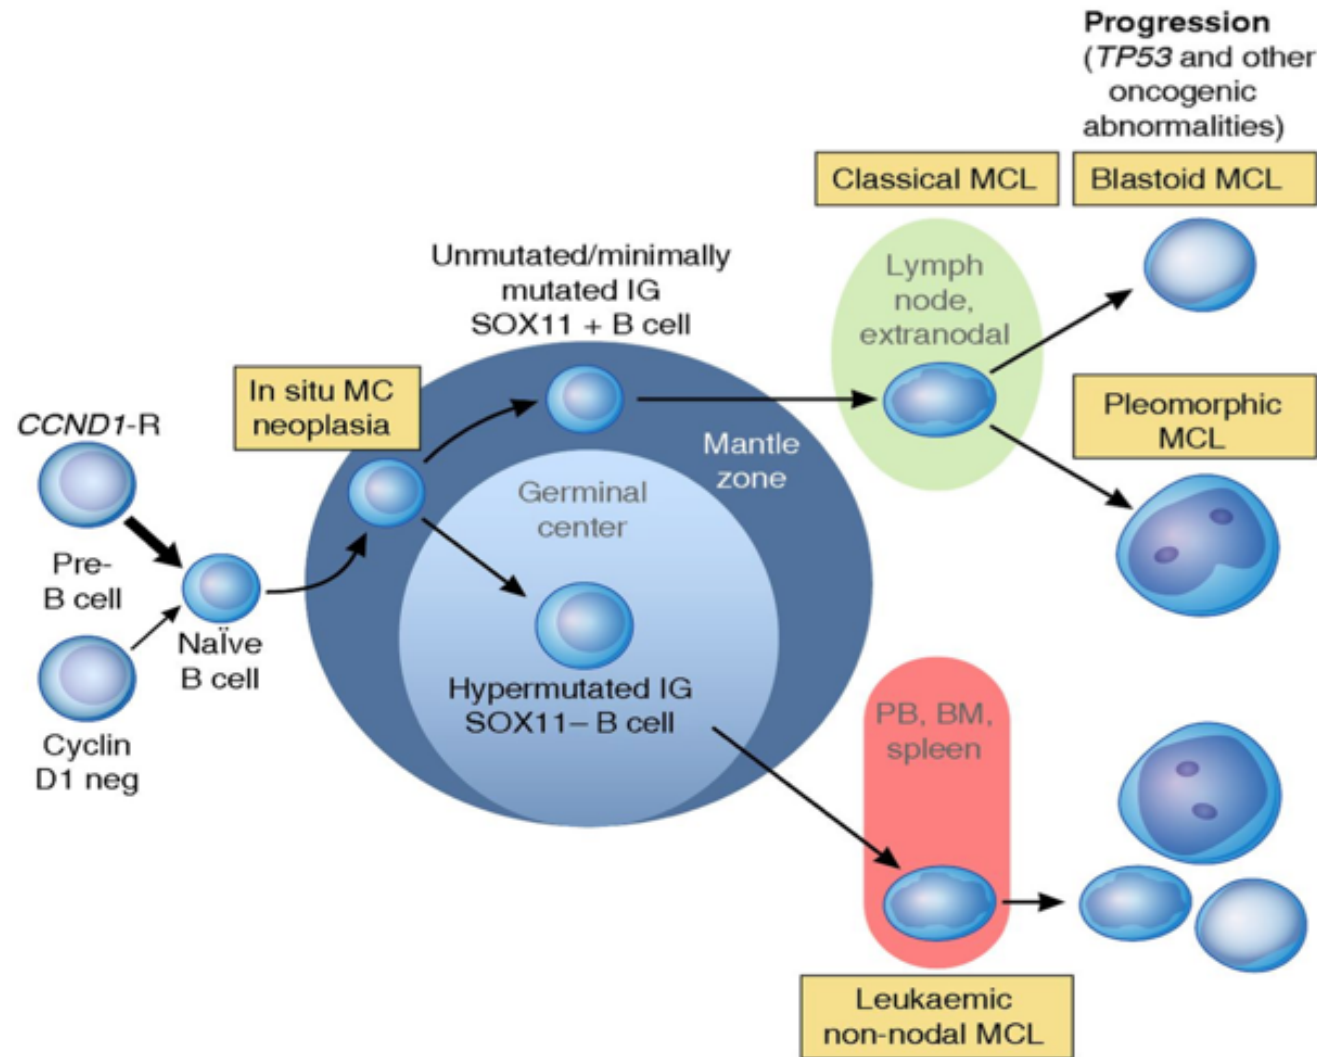 Progression
(TP53 and other
oncogenic
abnormalities)
Classical MCL
Blastoid MCL
Unmutated/minimally
mutated IG
SOX11 + B cell
Lymph
node,
extranodal
In situ MC
neoplasia
CCND1-R
Pre-
B cell
Naïve
B cell
Cyclin
D1 neg
Mantle
zone
Germinal
center
Hypermutated IG
SOX11– B cell
Pleomorphic
MCL
PB, BM,
spleen
Leukaemic
non-nodal MCL